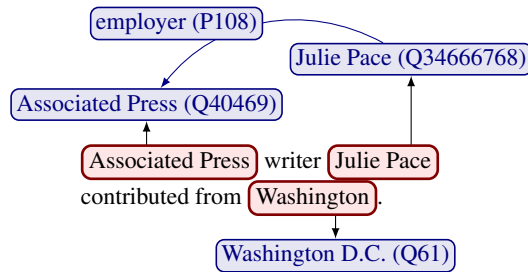 employer (P108)
Julie Pace (Q34666768)
Associated Press (Q40469)
Associated Press writer Julie Pace
contributed from Washington.
Washington D.C. (Q61)